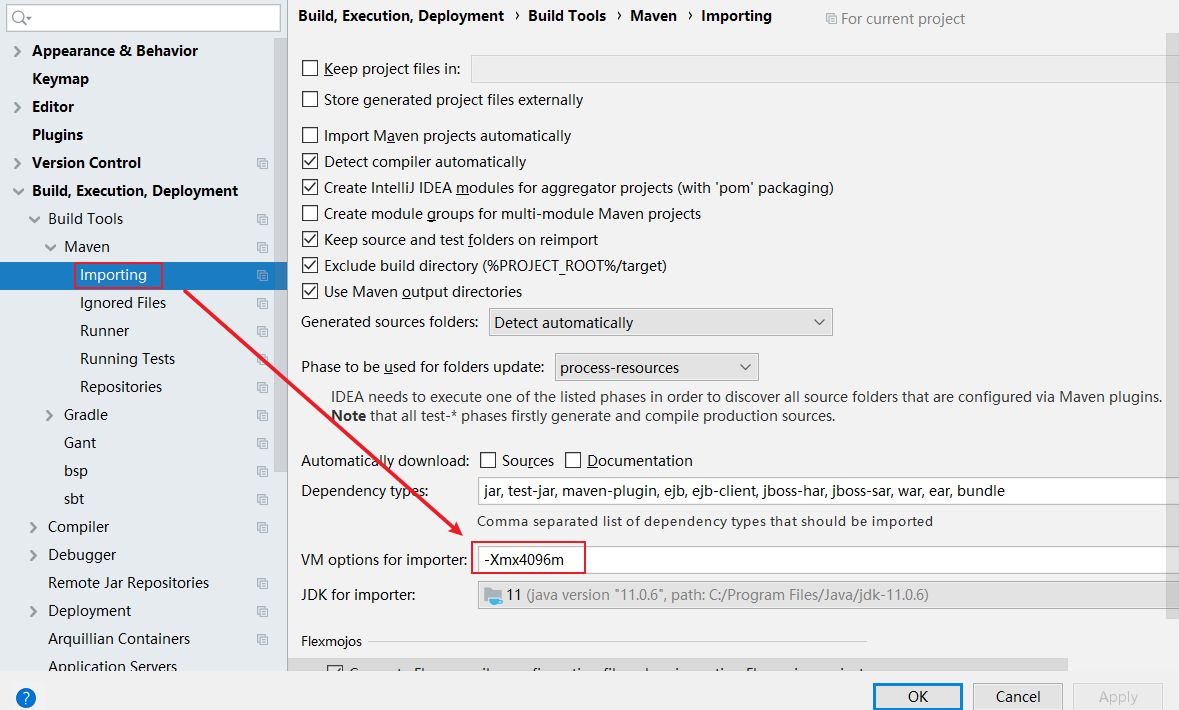 Build, Execution, Deployment › Build Tools › Maven › Importing
For current project
Appearance & Behavior
Keymap
Editor
Plugins
Version Control
Build, Execution, Deployment
Build Tools
Maven
Importing
Ignored Files
Runner
Running Tests
Repositories
Gradle
Gant
bsp
sbt
Compiler
Debugger
Remote Jar Repositories
Deployment
Arquillian Containers
Application Servers
Keep project files in:
Store generated project files externally
Import Maven projects automatically
Detect compiler automatically
Create IntelliJ IDEA modules for aggregator projects (with 'pom' packaging)
Create module groups for multi-module Maven projects
Keep source and test folders on reimport
Exclude build directory (%PROJECT_ROOT%/target)
Use Maven output directories
Generated sources folders: Detect automatically
Phase to be used for folders update: process-resources
IDEA needs to execute one of the listed phases in order to discover all source folders that are configured via Maven plugins.
Note that all test-* phases firstly generate and compile production sources.
Automatically download: Sources Documentation
Dependency types: jar, test-jar, maven-plugin, ejb, ejb-client, jboss-har, jboss-sar, war, ear, bundle
Comma separated list of dependency types that should be imported
VM options for importer: -Xmx4096m
JDK for importer: 11 (java version "11.0.6", path: C:/Program Files/Java/jdk-11.0.6)
Flexmojos
?
OK Cancel Apply